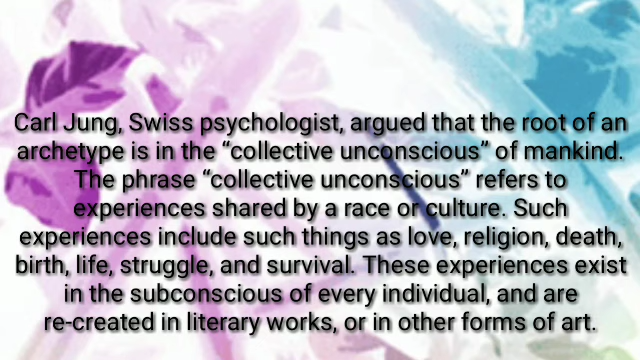 Carl Jung, Swiss psychologist, argued that the root of an
archetype is in the “collective unconscious” of mankind.
The phrase “collective unconscious” refers to
experiences shared by a race or culture. Such
experiences include such things as love, religion, death,
birth, life, struggle, and survival. These experiences exist
in the subconscious of every individual, and are
re-created in literary works, or in other forms of art.